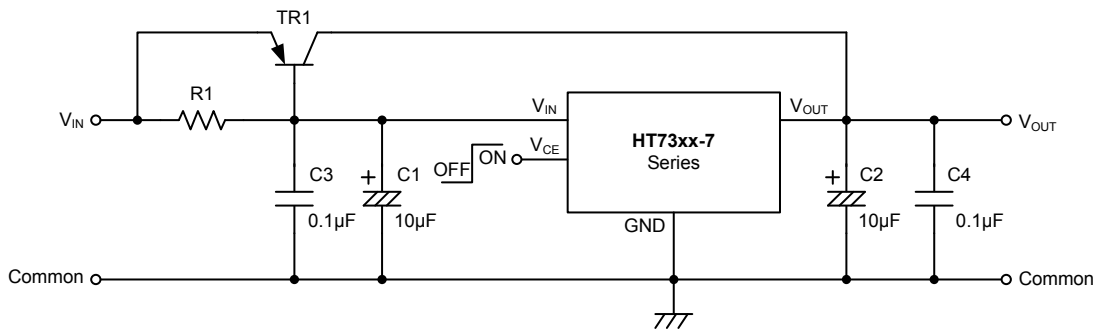 TR1
R1
V_IN
V_IN
V_OUT
V_OUT
HT73xx-7
Series
V_CE
ON
OFF
C3
C1
C2
C4
0.1µF
10µF
10µF
0.1µF
GND
Common
Common